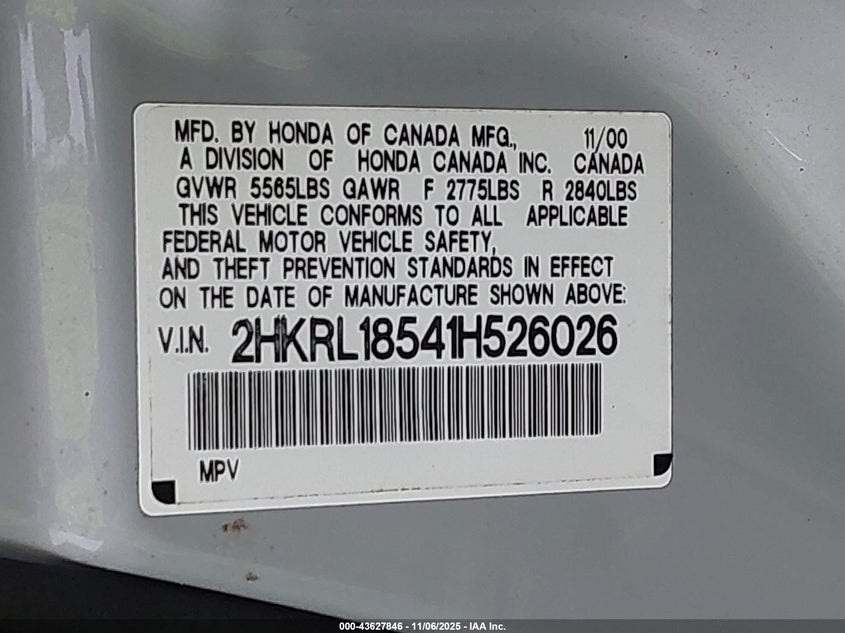 MFD. BY HONDA OF CANADA MFG., 11/00
A DIVISION OF HONDA CANADA INC. CANADA
GVWR 5565LBS GAWR F 2775LBS R 2840LBS
THIS VEHICLE CONFORMS TO ALL APPLICABLE
FEDERAL MOTOR VEHICLE SAFETY,
AND THEFT PREVENTION STANDARDS IN EFFECT
ON THE DATE OF MANUFACTURE SHOWN ABOVE:
V.I.N. 2HKRL18541H526026
MPV
000-43627846 - 11/06/2025 - IAA Inc.